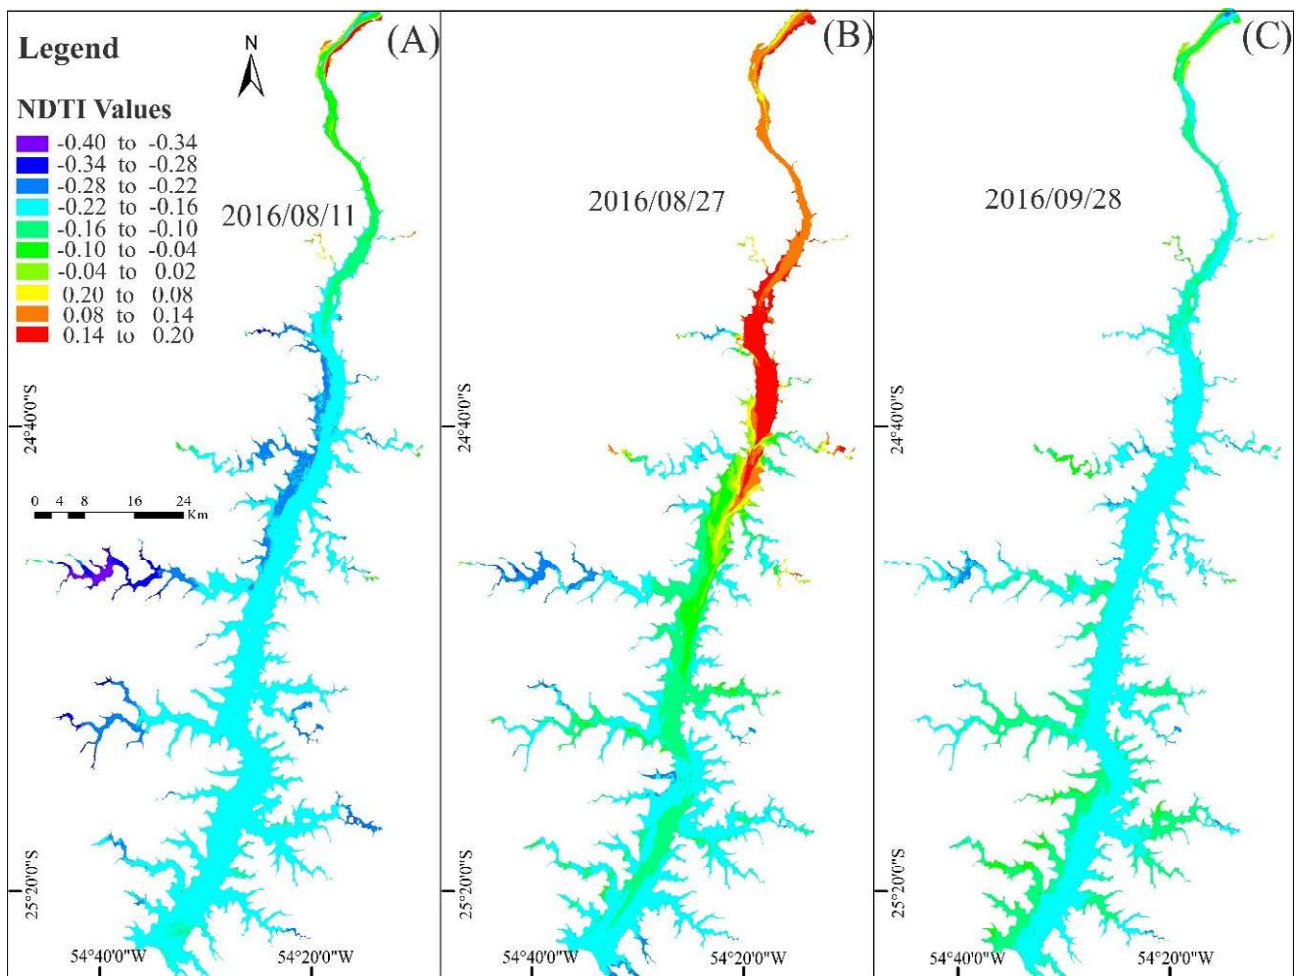 Legend
N
(A)
(B)
(C)
NDTI Values
-0.40 to -0.34
-0.34 to -0.28
-0.28 to -0.22
-0.22 to -0.16
-0.16 to -0.10
-0.10 to -0.04
-0.04 to 0.02
0.20 to 0.08
0.08 to 0.14
0.14 to 0.20
2016/08/11
2016/08/27
2016/09/28
24°40'0"S
24°40'0"S
24°40'0"S
0 4 8 16 24
Km
25°20'0"S
25°20'0"S
25°20'0"S
54°40'0"W
54°20'0"W
54°40'0"W
54°20'0"W
54°40'0"W
54°20'0"W